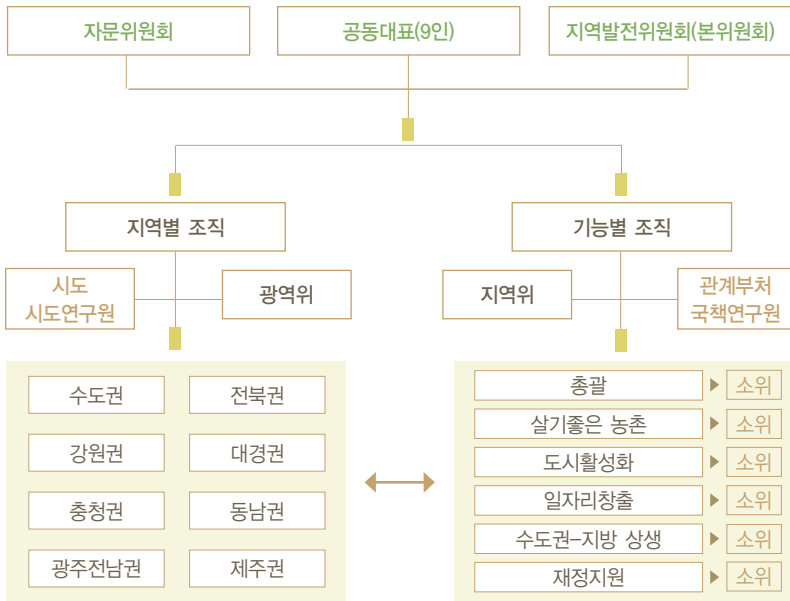 자문위원회
공동대표(9인)
지역발전위원회(본위원회)
지역별 조직
기능별 조직
시도
시도연구원
광역위
지역위
관계부처
국책연구원
수도권
전북권
강원권
대경권
충청권
동남권
광주전남권
제주권
총괄
소위
살기좋은 농촌
소위
도시활성화
소위
일자리창출
소위
수도권–지방 상생
소위
재정지원
소위